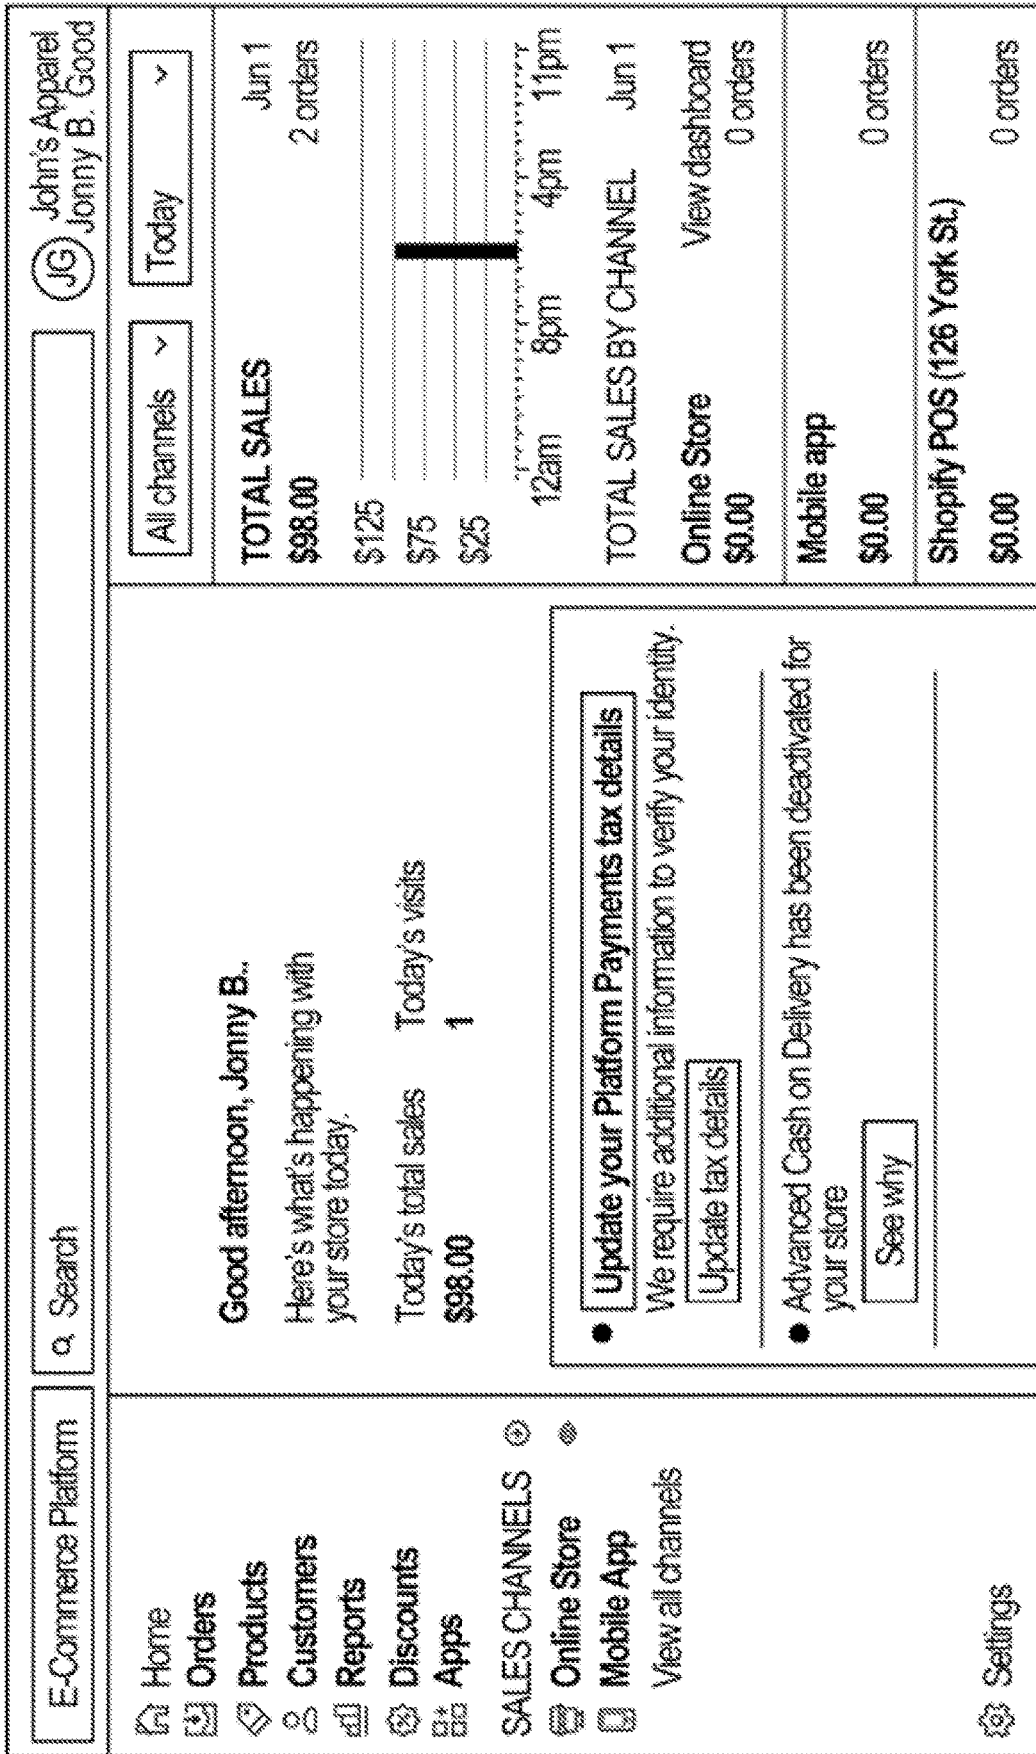 E-Commerce Platform
Search
JG
John's Apparel
Jonny B. Good
Home
Orders
Products
Customers
Reports
Discounts
Apps
SALES CHANNELS
Online Store
Mobile App
View all channels
Settings
Good afternoon, Jonny B..
Here's what's happening with
your store today.
Today's total sales Today's visits
$98.00 1
Update your Platform Payments tax details
We require additional information to verify your identity.
Update tax details
Advanced Cash on Delivery has been deactivated for
your store
See why
All channels Today
TOTAL SALES Jun 1
$98.00 2 orders
$125
$75
$25
12am 8pm 4pm 11pm
TOTAL SALES BY CHANNEL Jun 1
Online Store View dashboard
$0.00 0 orders
Mobile app
$0.00 0 orders
Shopify POS (126 York St.)
$0.00 0 orders